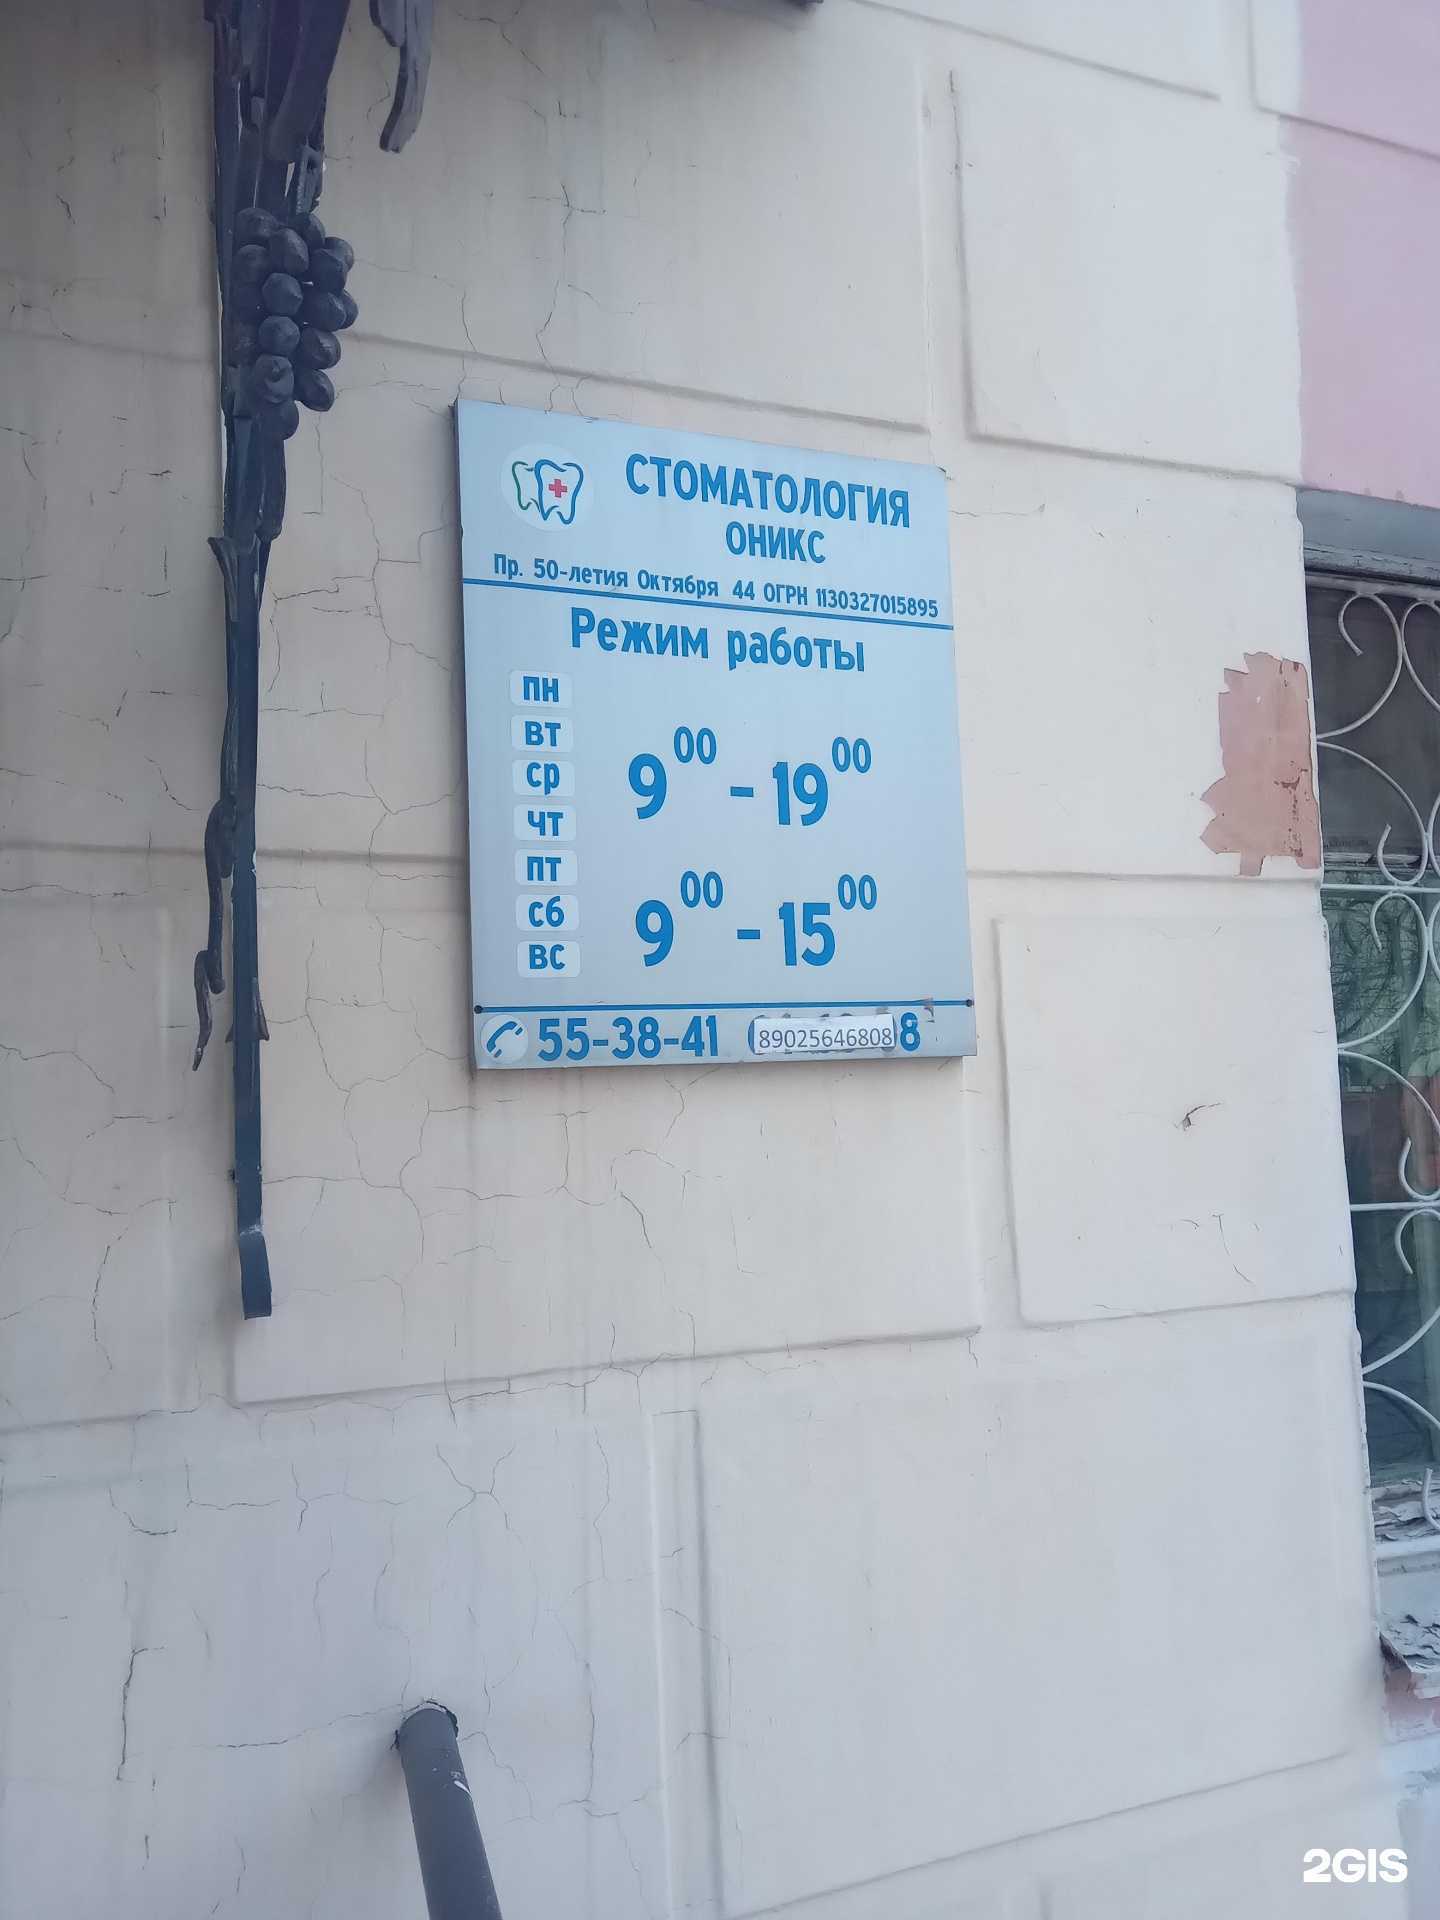 СТОМАТОЛОГИЯ
ОНИКС
Пр. 50-летия Октября 44 ОГРН 1130327015895
Режим работы
пн
вт
ср
чт
пт
сб
вс
9⁰⁰ - 19⁰⁰
9⁰⁰ - 15⁰⁰
55-38-41 89025646808
2GIS